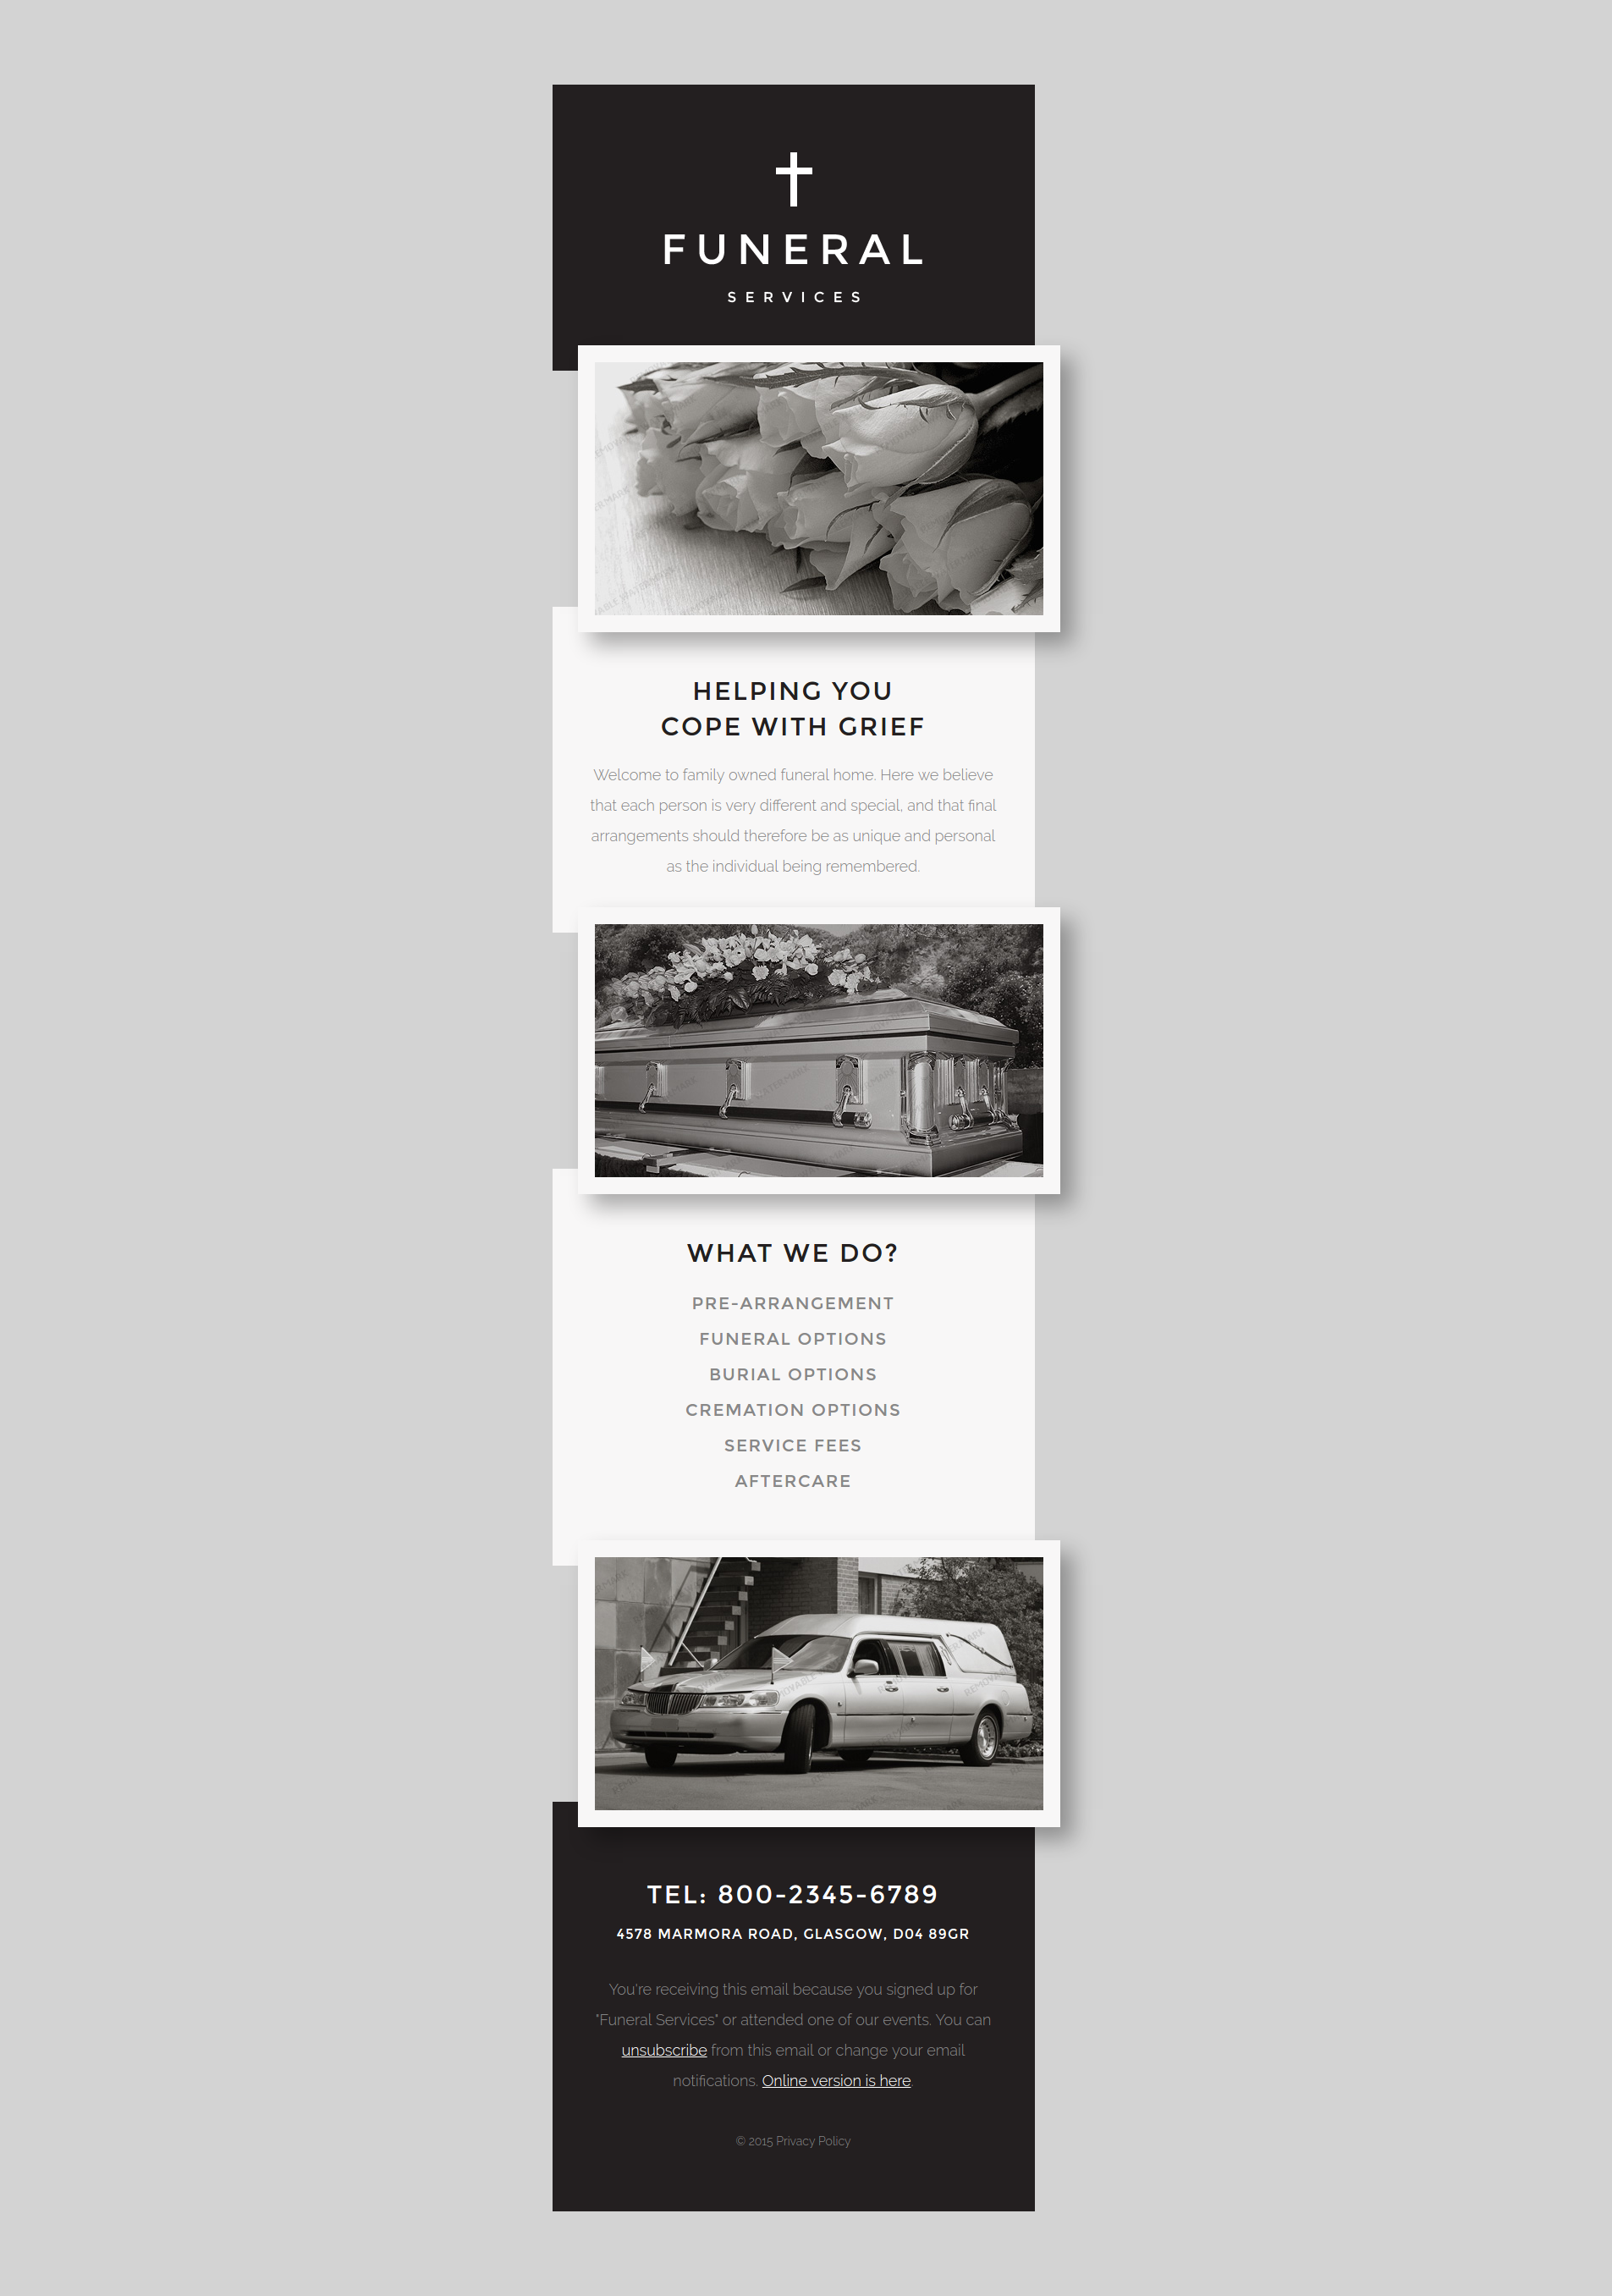 FUNERAL
SERVICES
HELPING YOU
COPE WITH GRIEF
Welcome to family owned funeral home. Here we believe
that each person is very different and special, and that final
arrangements should therefore be as unique and personal
as the individual being remembered.
WHAT WE DO?
PRE-ARRANGEMENT
FUNERAL OPTIONS
BURIAL OPTIONS
CREMATION OPTIONS
SERVICE FEES
AFTERCARE
TEL: 800-2345-6789
4578 MARMORA ROAD, GLASGOW, D04 89GR
You're receiving this email because you signed up for
"Funeral Services" or attended one of our events. You can
unsubscribe from this email or change your email
notifications. Online version is here.
© 2015 Privacy Policy